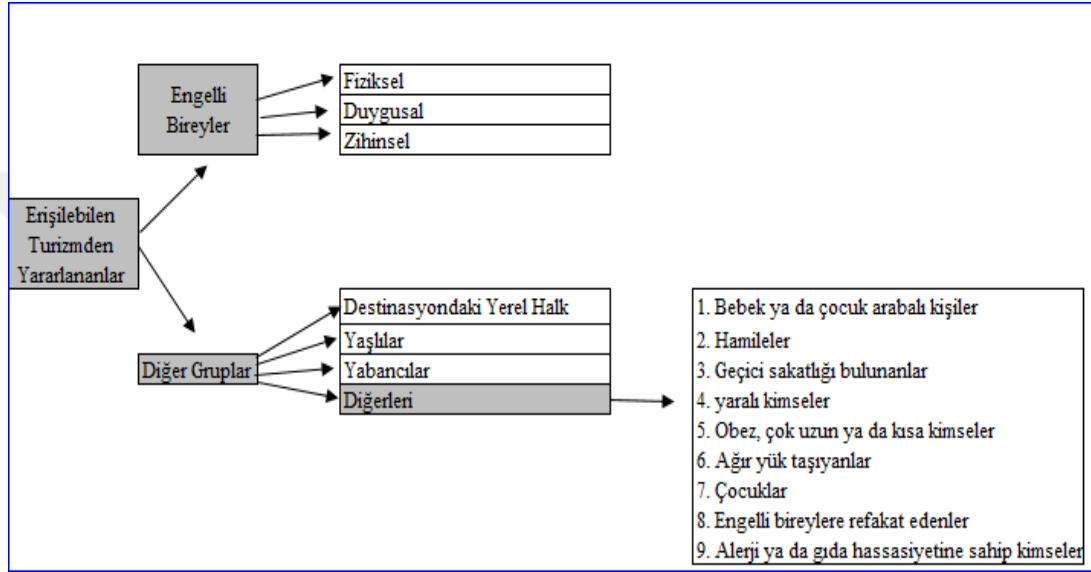 Engelli
Bireyler
Fiziksel
Duygusal
Zihinsel
Erişilebilen
Turizmden
Yararlananlar
Diğer Gruplar
Destinasyondaki Yerel Halk
Yaşlılar
Yabancılar
Diğerleri
1. Bebek ya da çocuk arabalı kişiler
2. Hamileler
3. Geçici sakatlığı bulunanlar
4. yaralı kimseler
5. Obez, çok uzun ya da kısa kimseler
6. Ağır yük taşıyanlar
7. Çocuklar
8. Engelli bireylere refakat edenler
9. Alerji ya da gıda hassasiyetine sahip kimseler